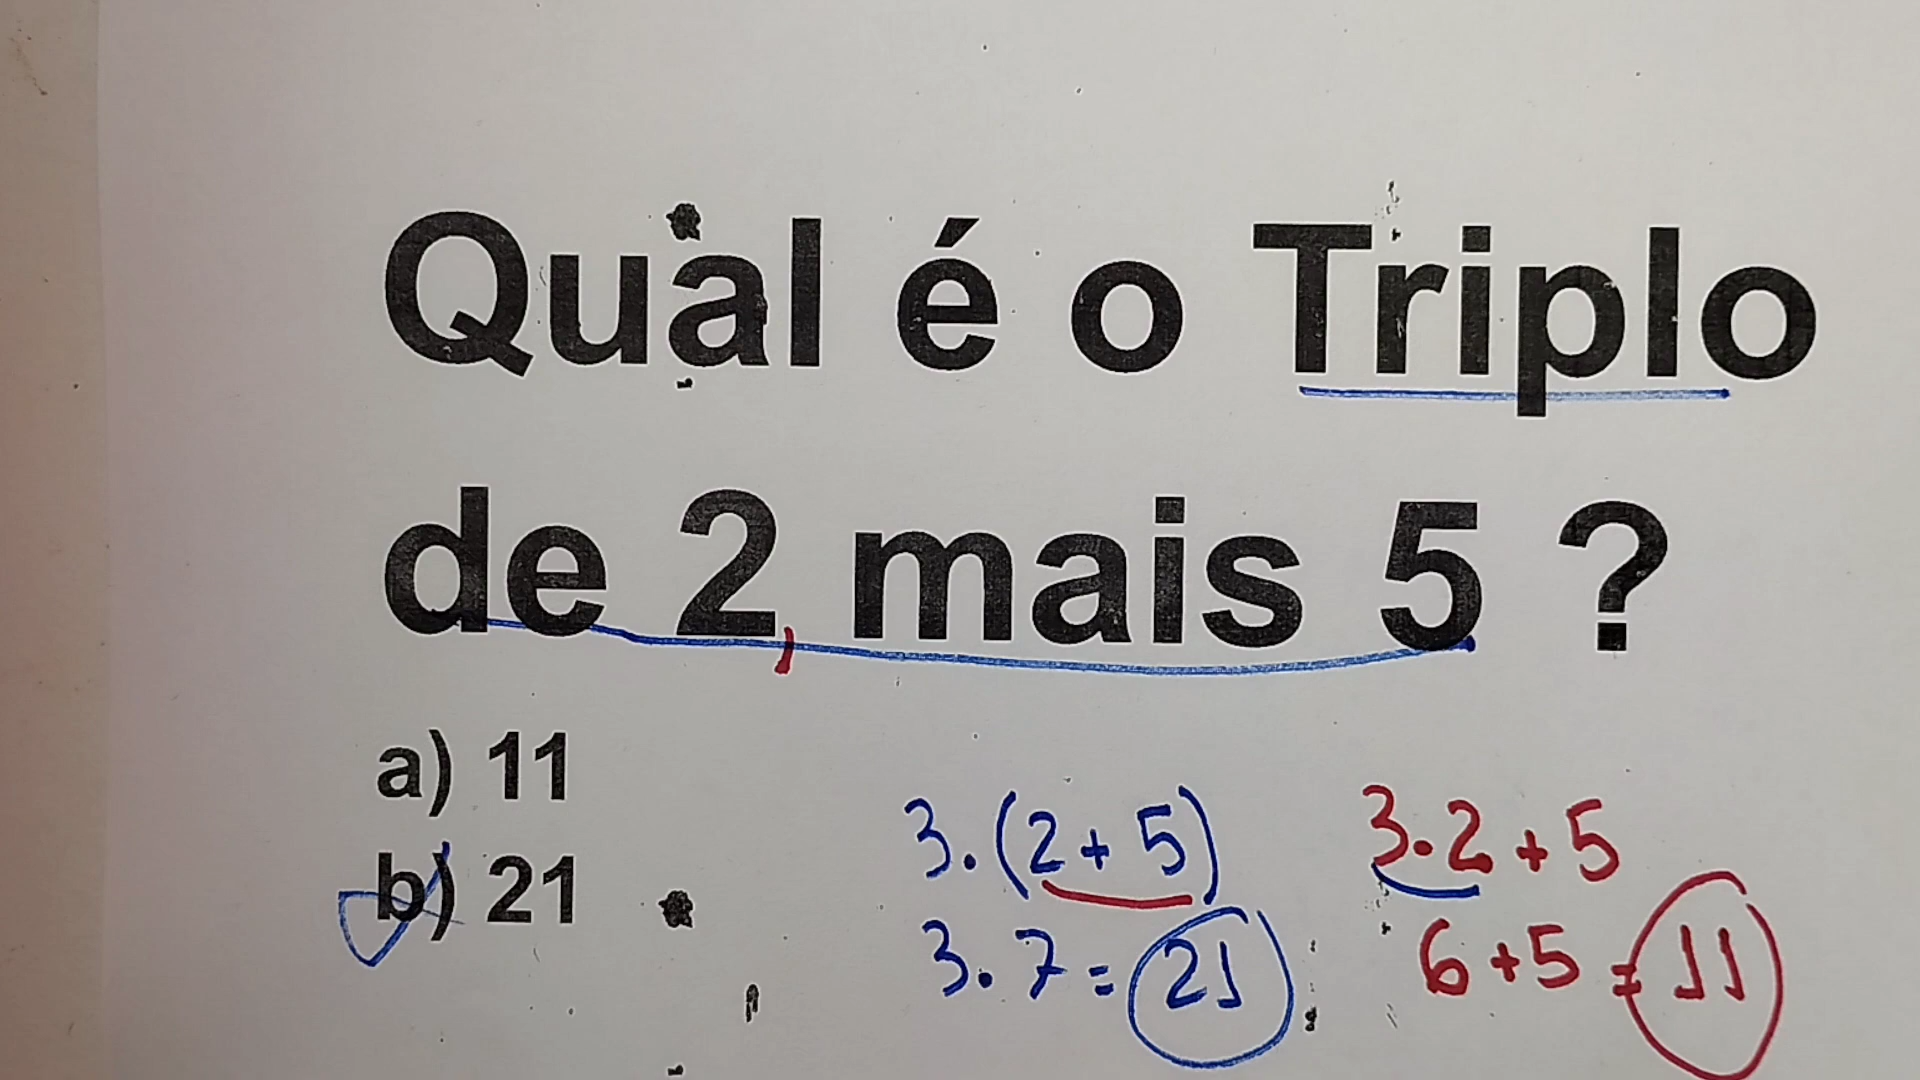 Qual é o Triplo
de 2, mais 5 ?
a) 11
b) 21
3.(2+5)
3.7=21
3.2+5
6+5=11